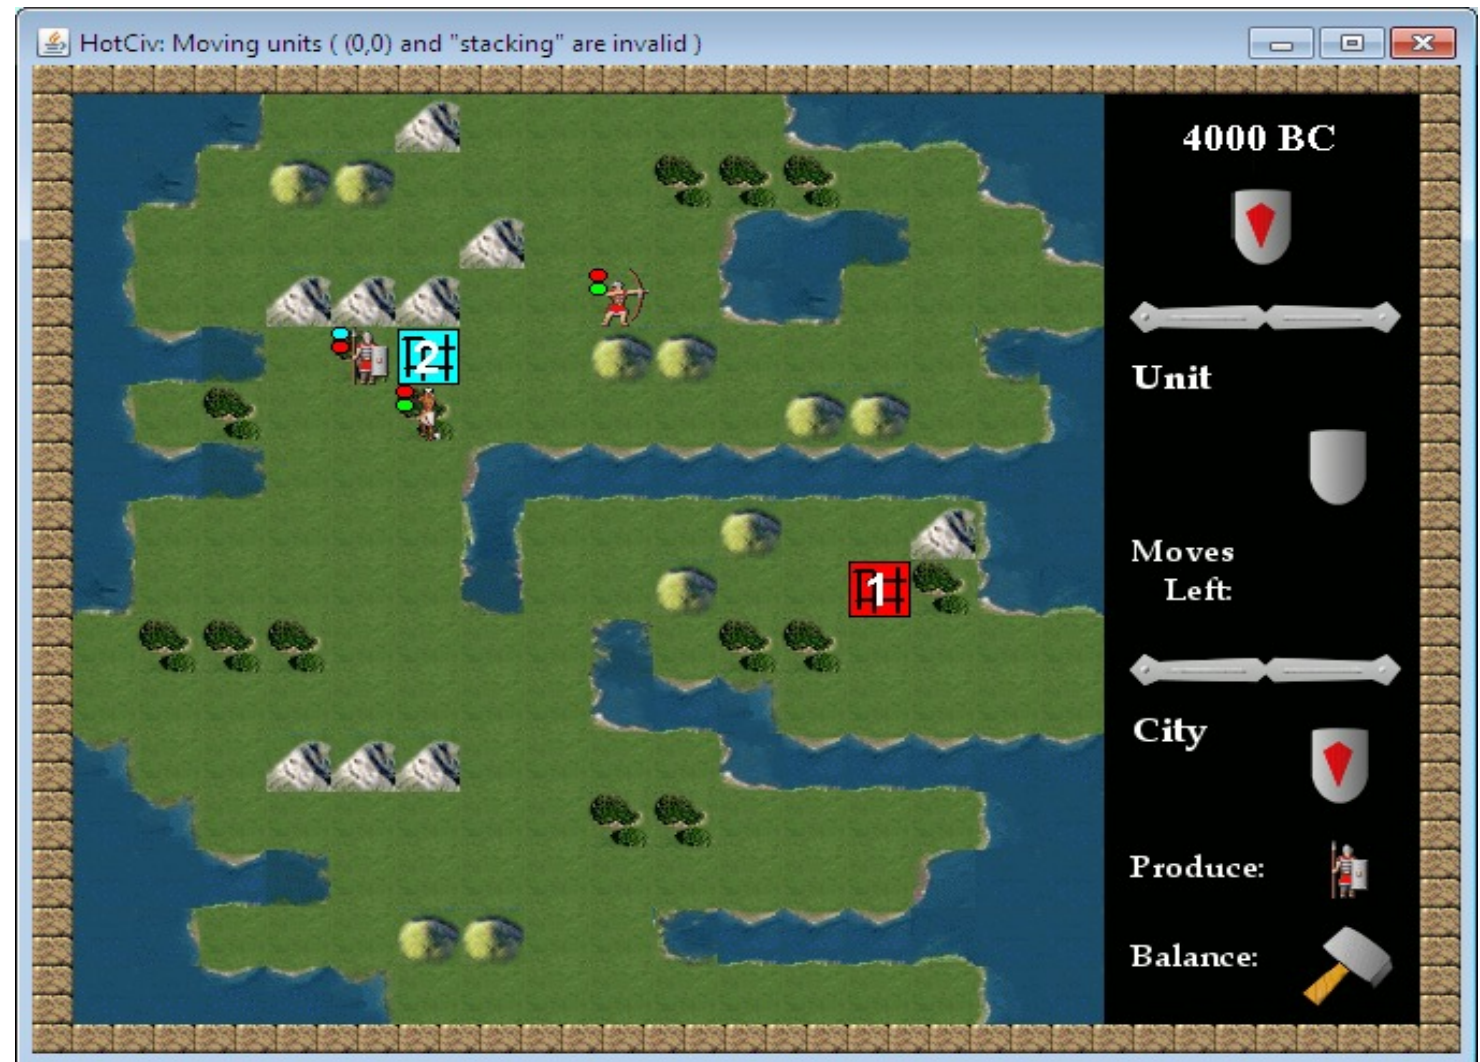 HotCiv: Moving units ( (0,0) and "stacking" are invalid )
4000 BC
2
Unit
1
Moves
Left:
City
Produce:
Balance: